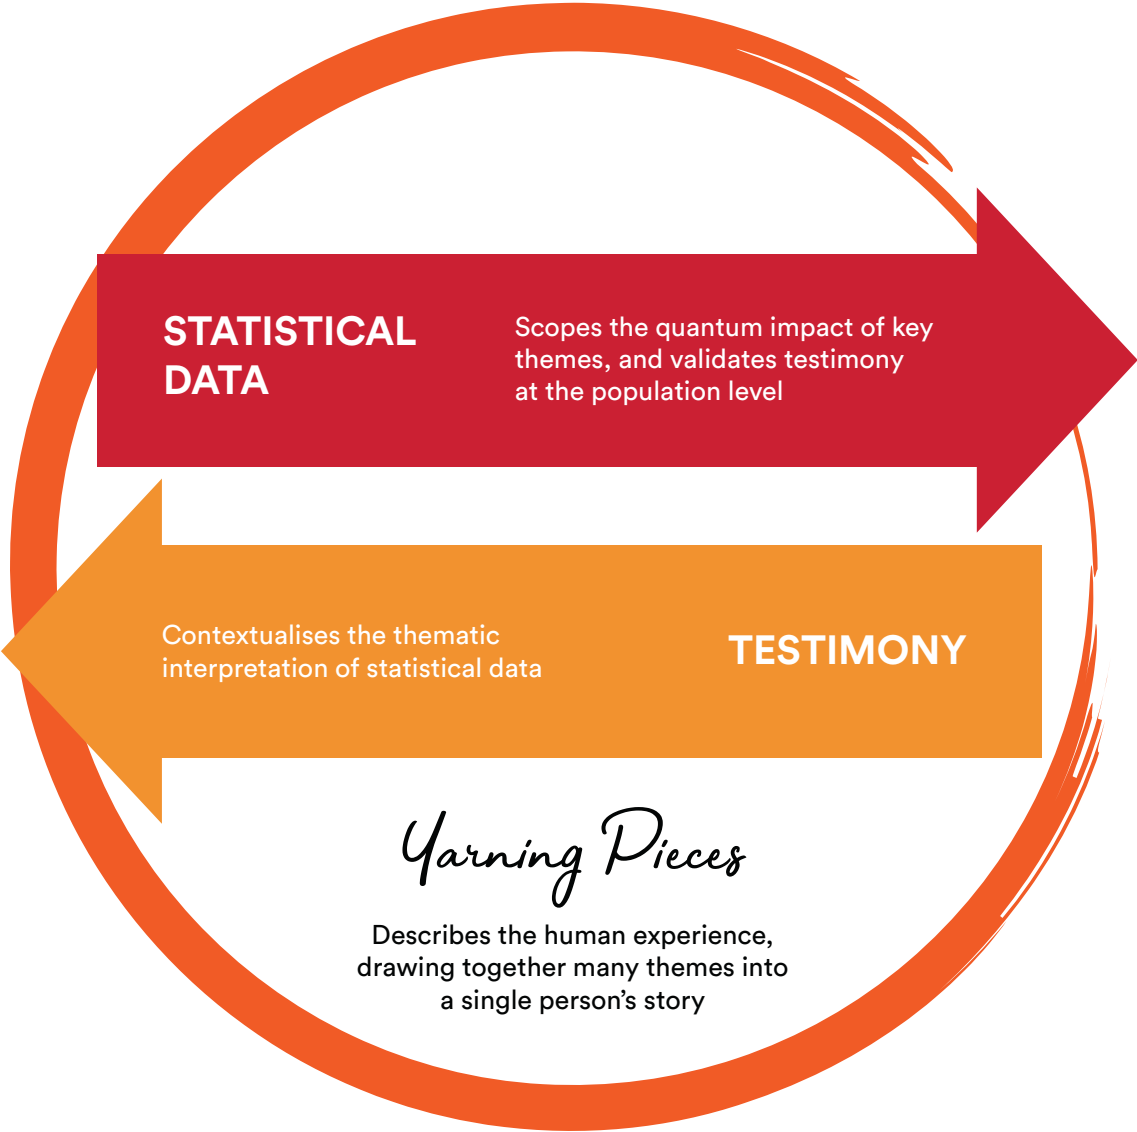 STATISTICAL
DATA
Scopes the quantum impact of key
themes, and validates testimony
at the population level
Contextualises the thematic
interpretation of statistical data
TESTIMONY
Yarning Pieces
Describes the human experience,
drawing together many themes into
a single person’s story